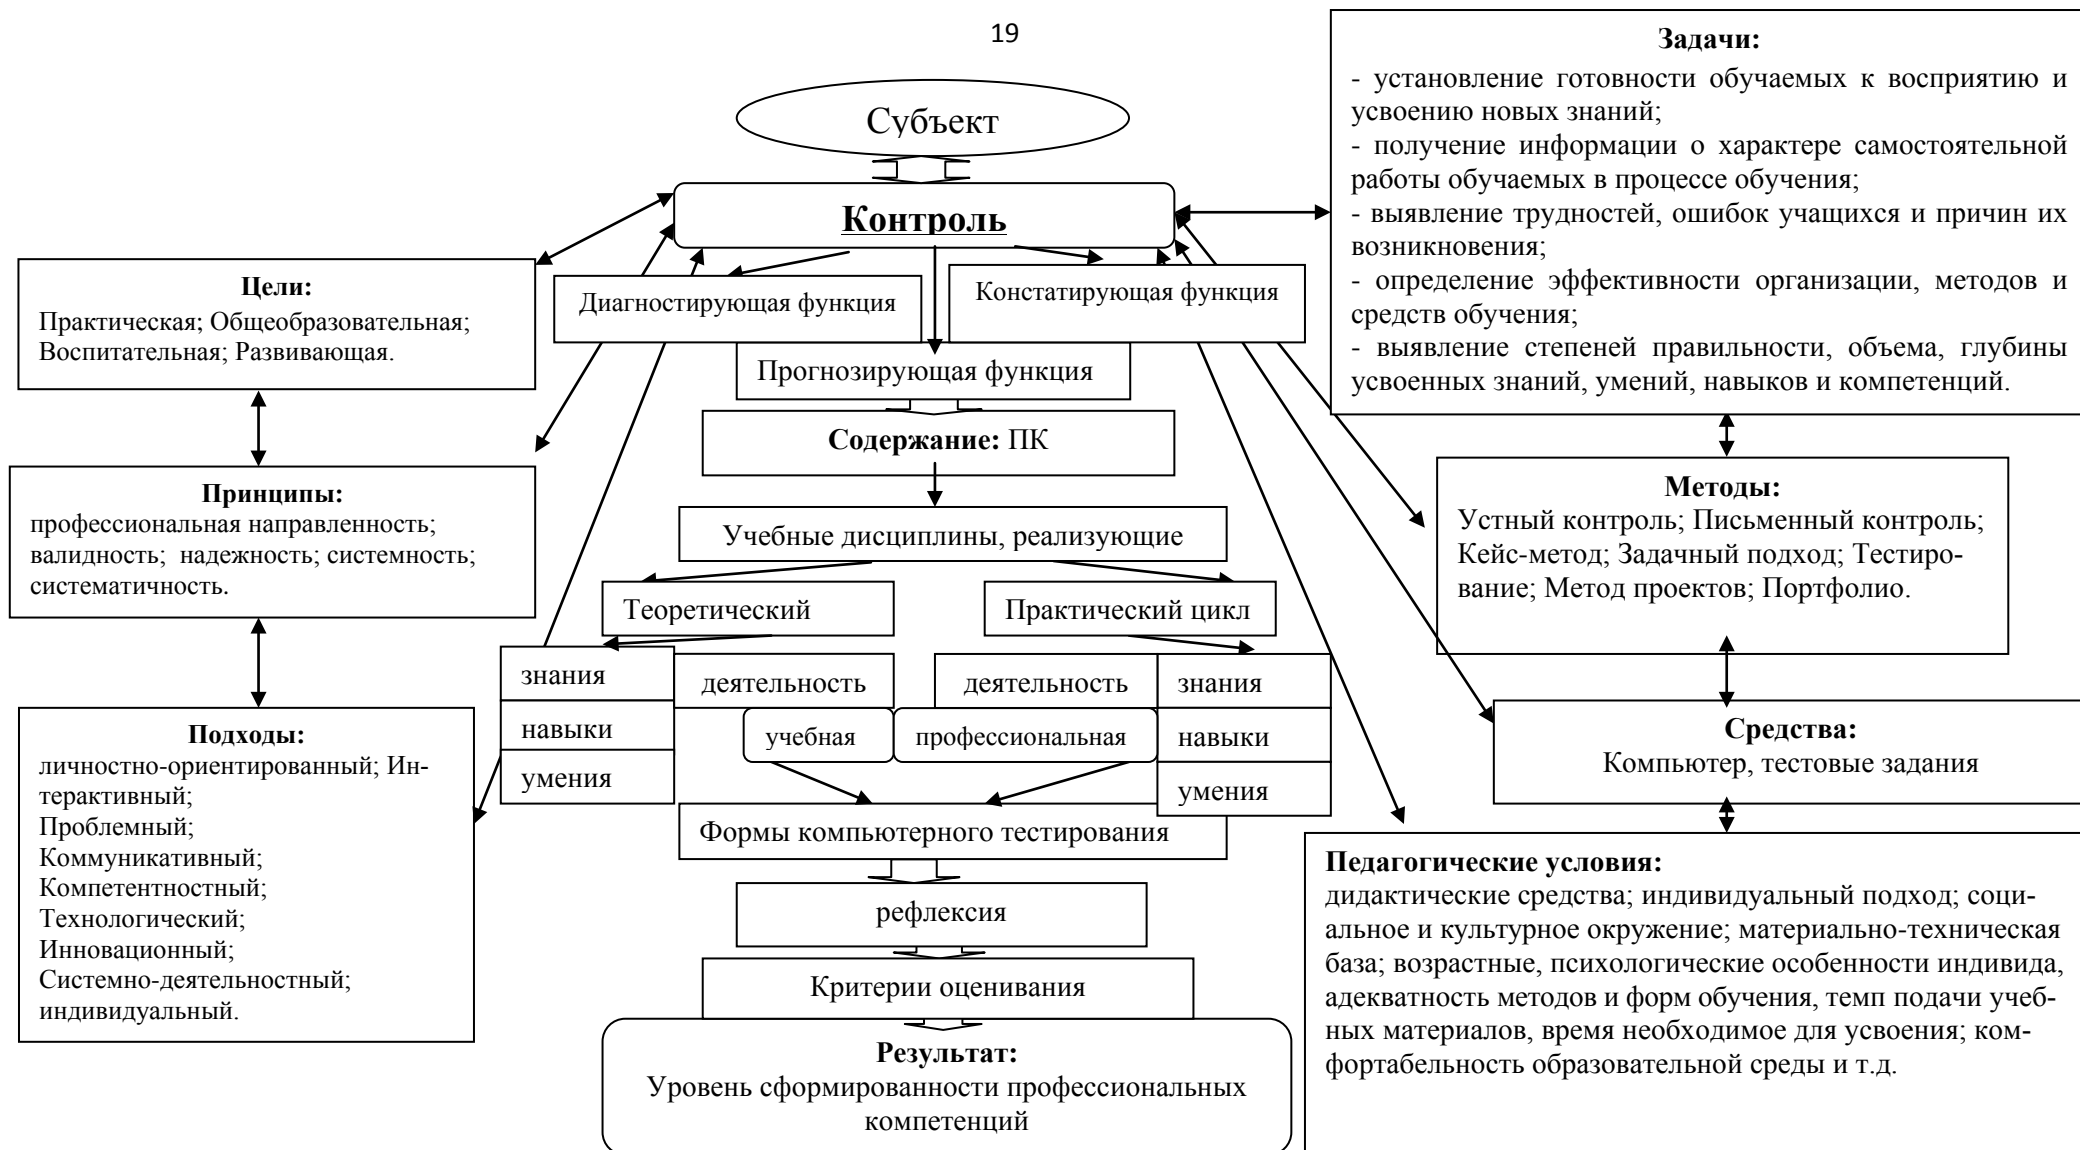 19
Субъект
Контроль
Диагностирующая функция
Констатирующая функция
Прогнозирующая функция
Содержание: ПК
Учебные дисциплины, реализующие
Теоретический
Практический цикл
знания
навыки
умения
деятельность
деятельность
учебная
профессиональная
знания
навыки
умения
Формы компьютерного тестирования
рефлексия
Критерии оценивания
Результат:
Уровень сформированности профессиональных
компетенций
Цели:
Практическая; Общеобразовательная;
Воспитательная; Развивающая.
Принципы:
профессиональная направленность;
валидность; надежность; системность;
систематичность.
Подходы:
личностно-ориентированный; Ин-
терактивный;
Проблемный;
Коммуникативный;
Компетентностный;
Технологический;
Инновационный;
Системно-деятельностный;
индивидуальный.
Задачи:
- установление готовности обучаемых к восприятию и
усвоению новых знаний;
- получение информации о характере самостоятельной
работы обучаемых в процессе обучения;
- выявление трудностей, ошибок учащихся и причин их
возникновения;
- определение эффективности организации, методов и
средств обучения;
- выявление степеней правильности, объема, глубины
усвоенных знаний, умений, навыков и компетенций.
Методы:
Устный контроль; Письменный контроль;
Кейс-метод; Задачный подход; Тестиро-
вание; Метод проектов; Портфолио.
Средства:
Компьютер, тестовые задания
Педагогические условия:
дидактические средства; индивидуальный подход; соци-
альное и культурное окружение; материально-техническая
база; возрастные, психологические особенности индивида,
адекватность методов и форм обучения, темп подачи учеб-
ных материалов, время необходимое для усвоения; ком-
фортабельность образовательной среды и т.д.